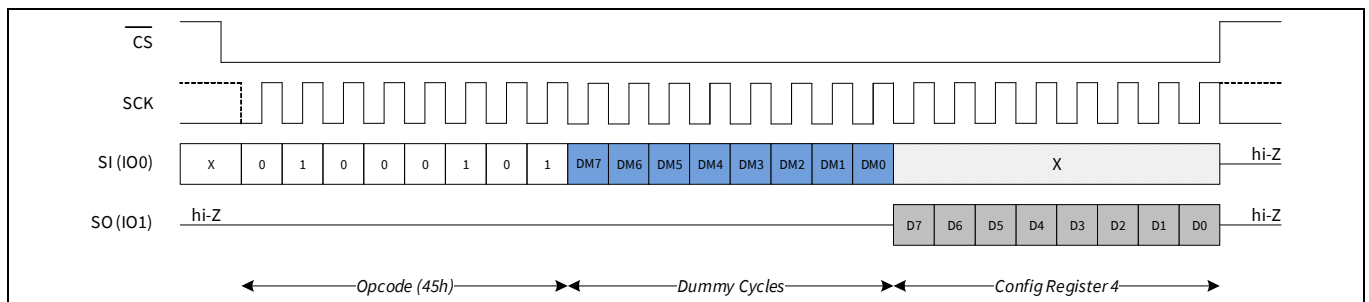 CS
SCK
SI (IO0) X 0 1 0 0 0 1 0 1 DM7 DM6 DM5 DM4 DM3 DM2 DM1 DM0 X hi-Z
SO (IO1) hi-Z D7 D6 D5 D4 D3 D2 D1 D0 hi-Z
Opcode (45h) Dummy Cycles Config Register 4